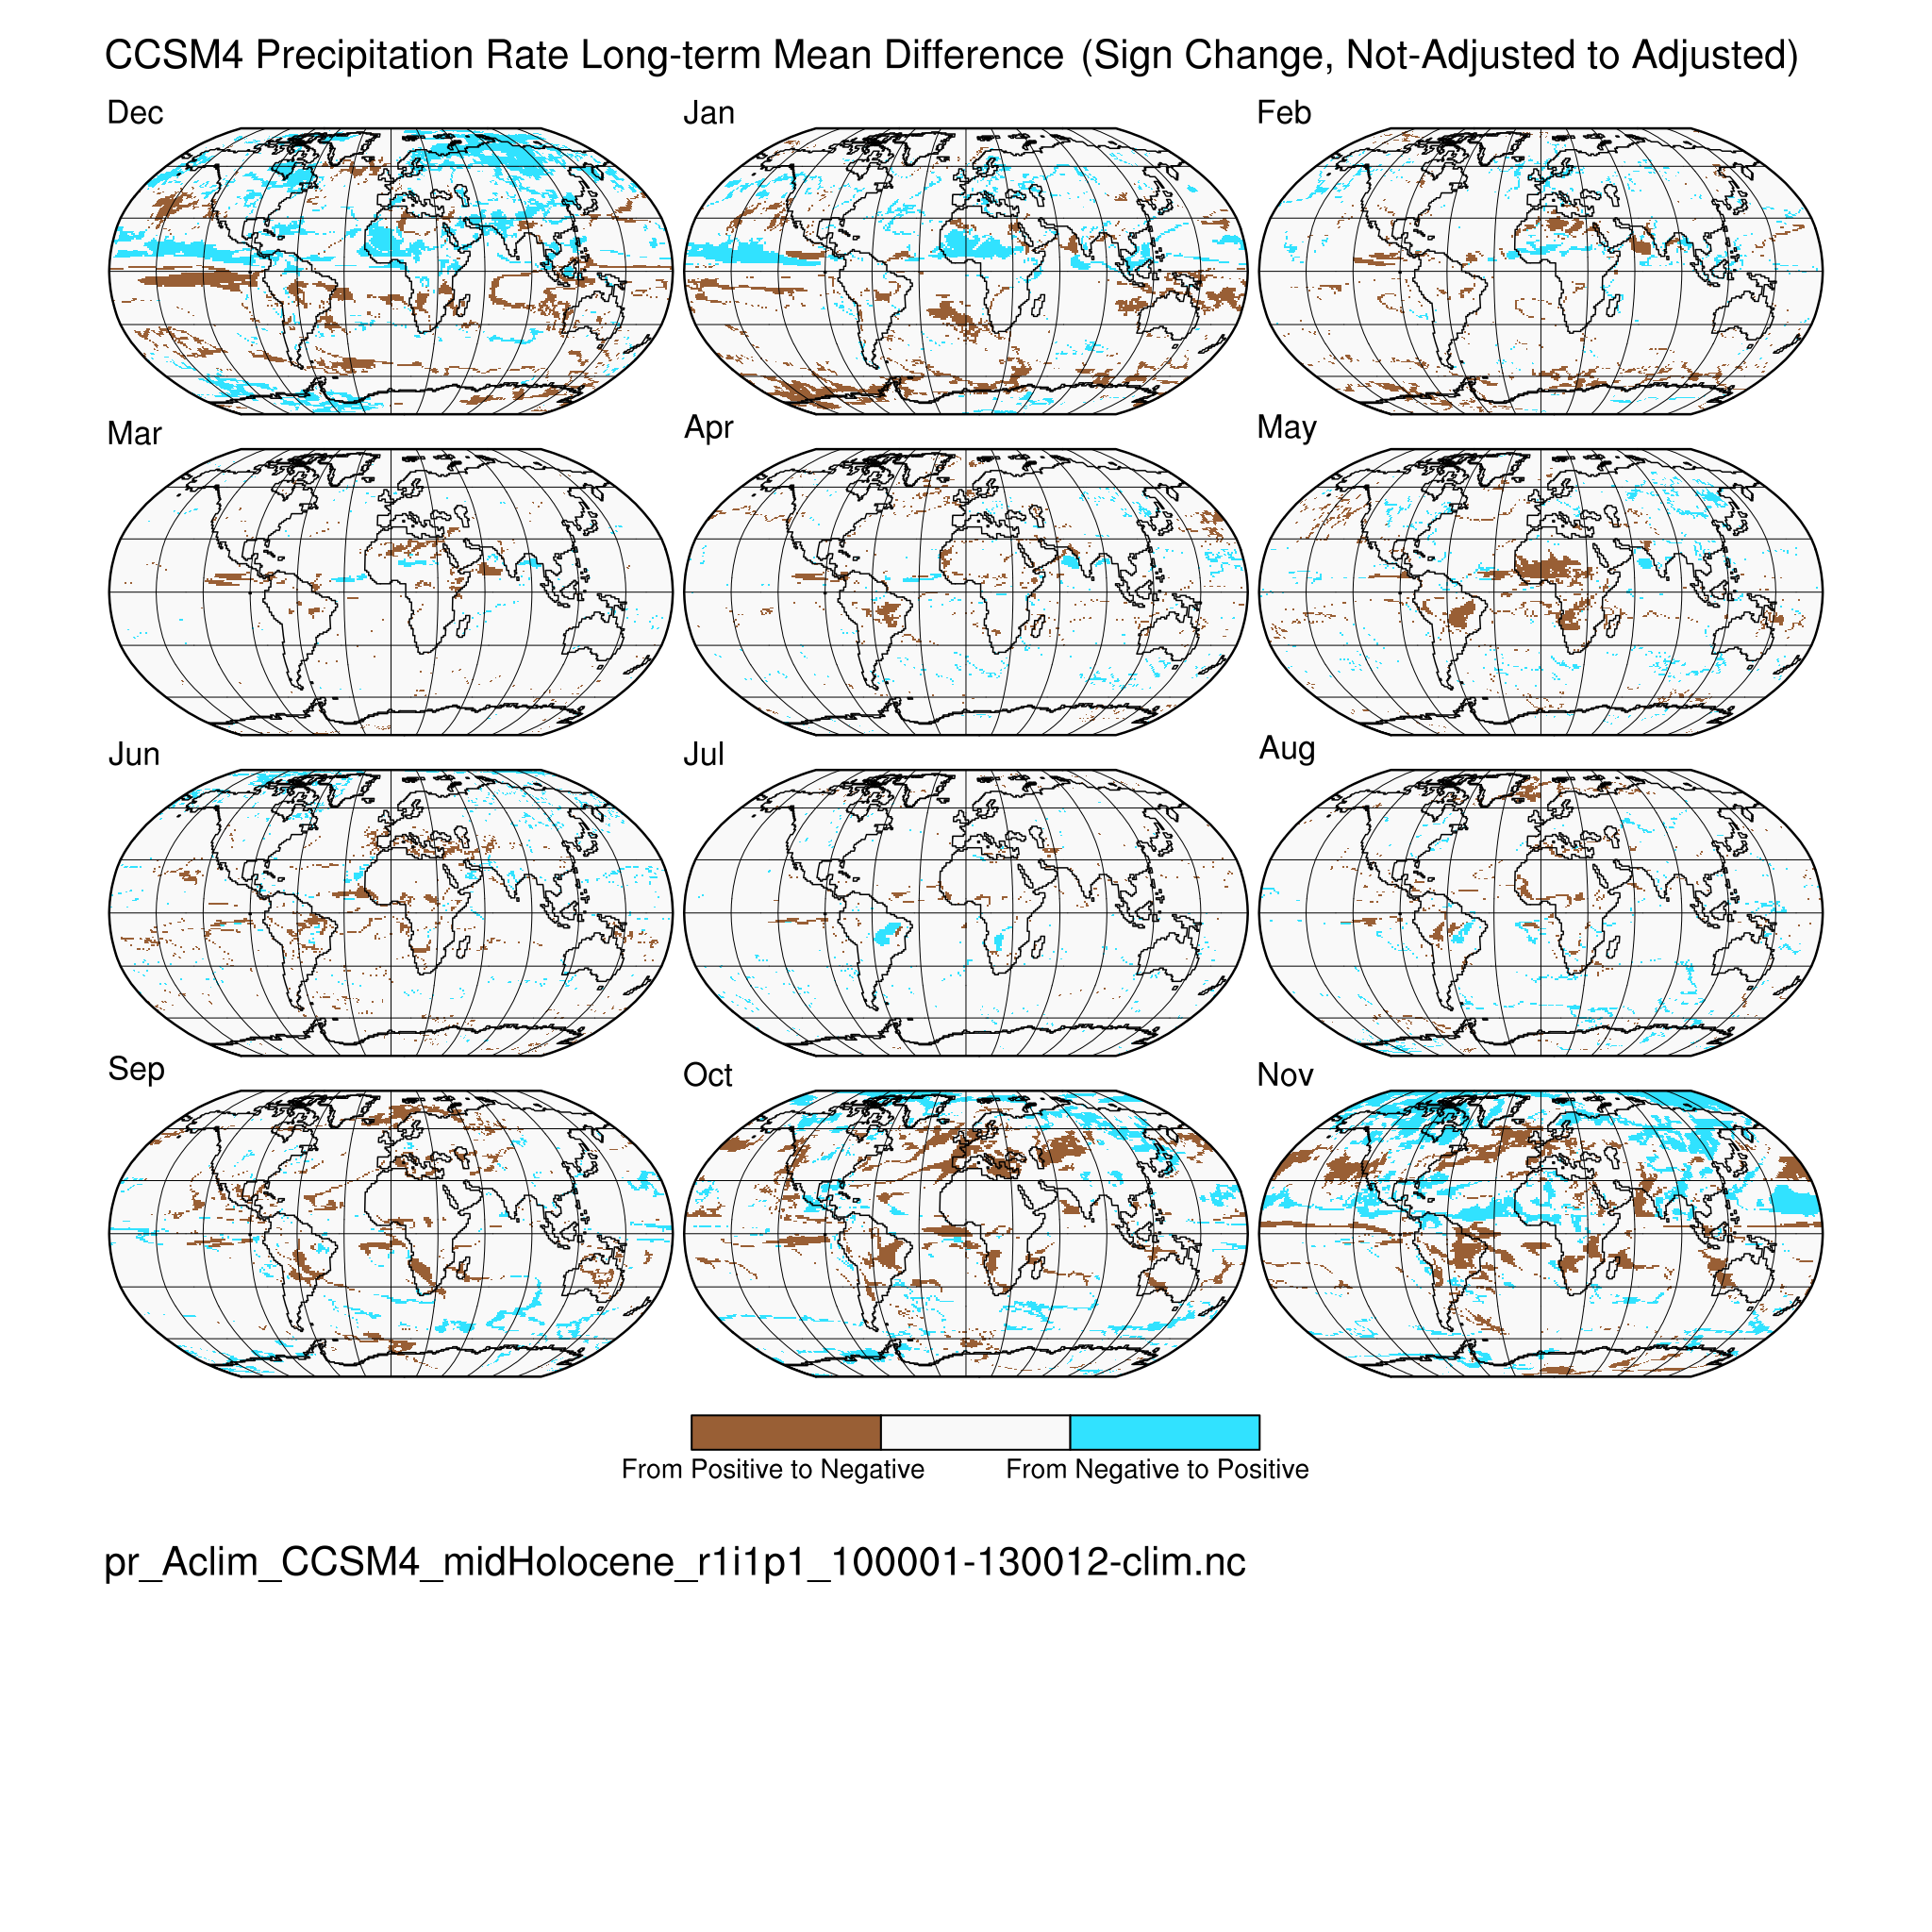 CCSM4 Precipitation Rate Long-term Mean Difference (Sign Change, Not-Adjusted to Adjusted)
Dec
Jan
Feb
Mar
Apr
May
Jun
Jul
Aug
Sep
Oct
Nov
From Positive to Negative
From Negative to Positive
pr_Aclim_CCSM4_midHolocene_r1i1p1_100001-130012-clim.nc